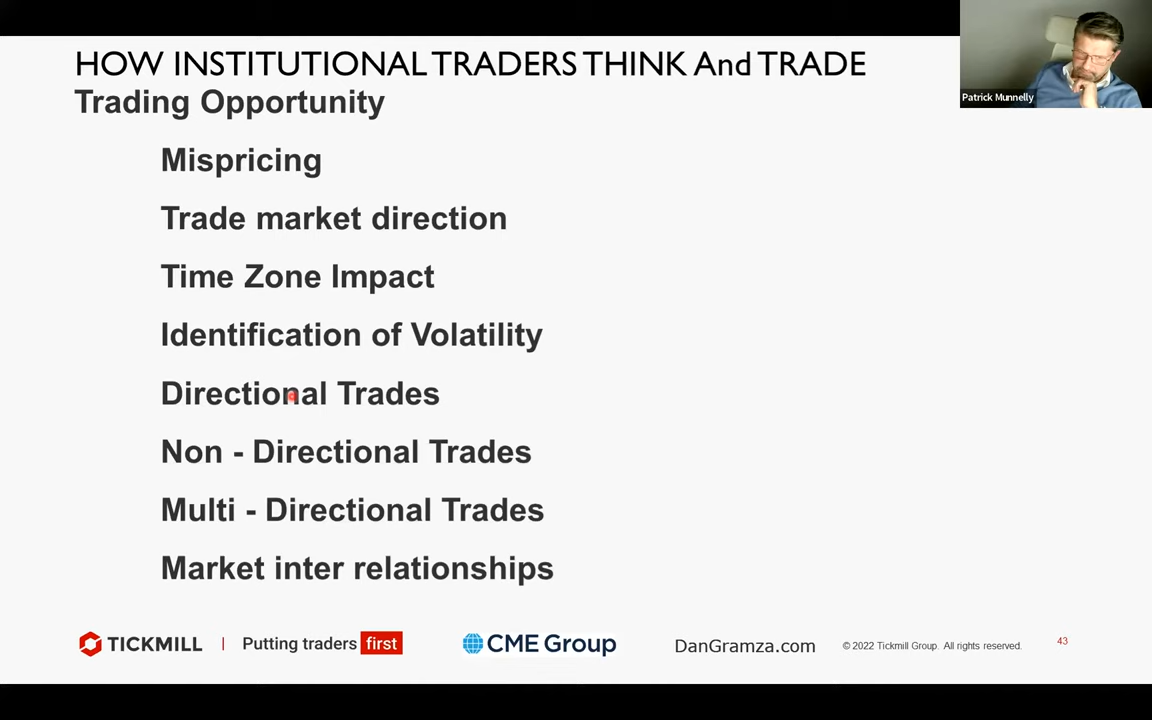 HOW INSTITUTIONAL TRADERS THINK And TRADE
Trading Opportunity
Patrick Munnelly
Mispricing
Trade market direction
Time Zone Impact
Identification of Volatility
Directional Trades
Non - Directional Trades
Multi - Directional Trades
Market inter relationships
TICKMILL | Putting traders first CME Group DanGramza.com © 2022 Tickmill Group. All rights reserved. 43